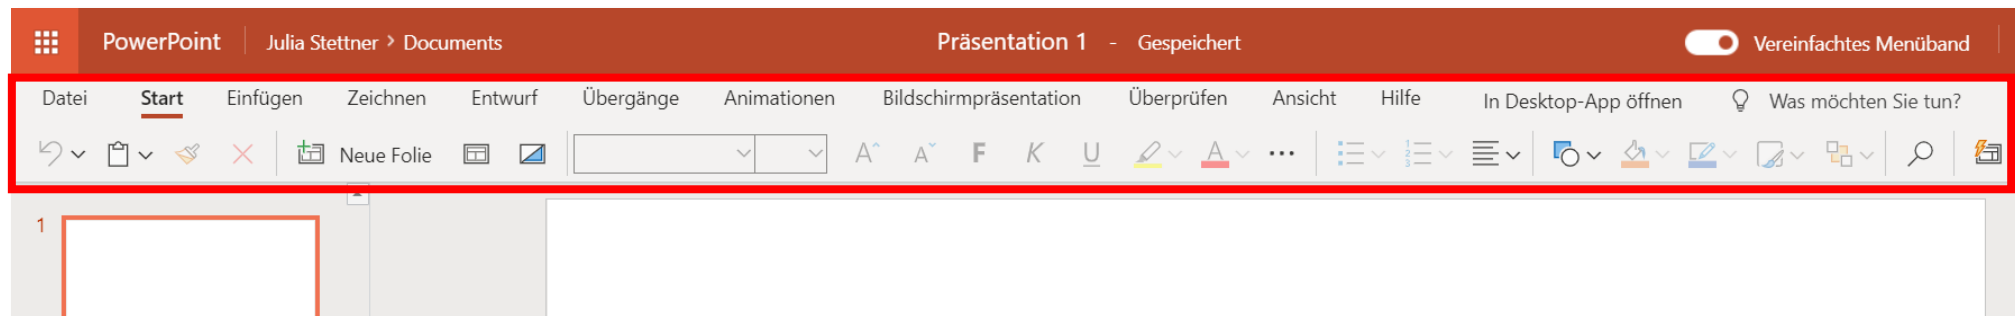 PowerPoint Julia Stettner > Documents Präsentation 1 - Gespeichert Vereinfachtes Menüband
Datei Start Einfügen Zeichnen Entwurf Übergänge Animationen Bildschirmpräsentation Überprüfen Ansicht Hilfe In Desktop-App öffnen Was möchten Sie tun?
Neue Folie A A F K U A ...
1